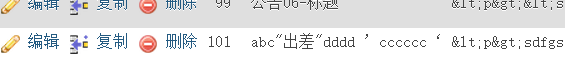 编辑 复制 删除 99 公告06-标题 &lt;p&gt;&lt;s
编辑 复制 删除 101 abc"出差"dddd ’ cccccc ‘ &lt;p&gt;sdfgs